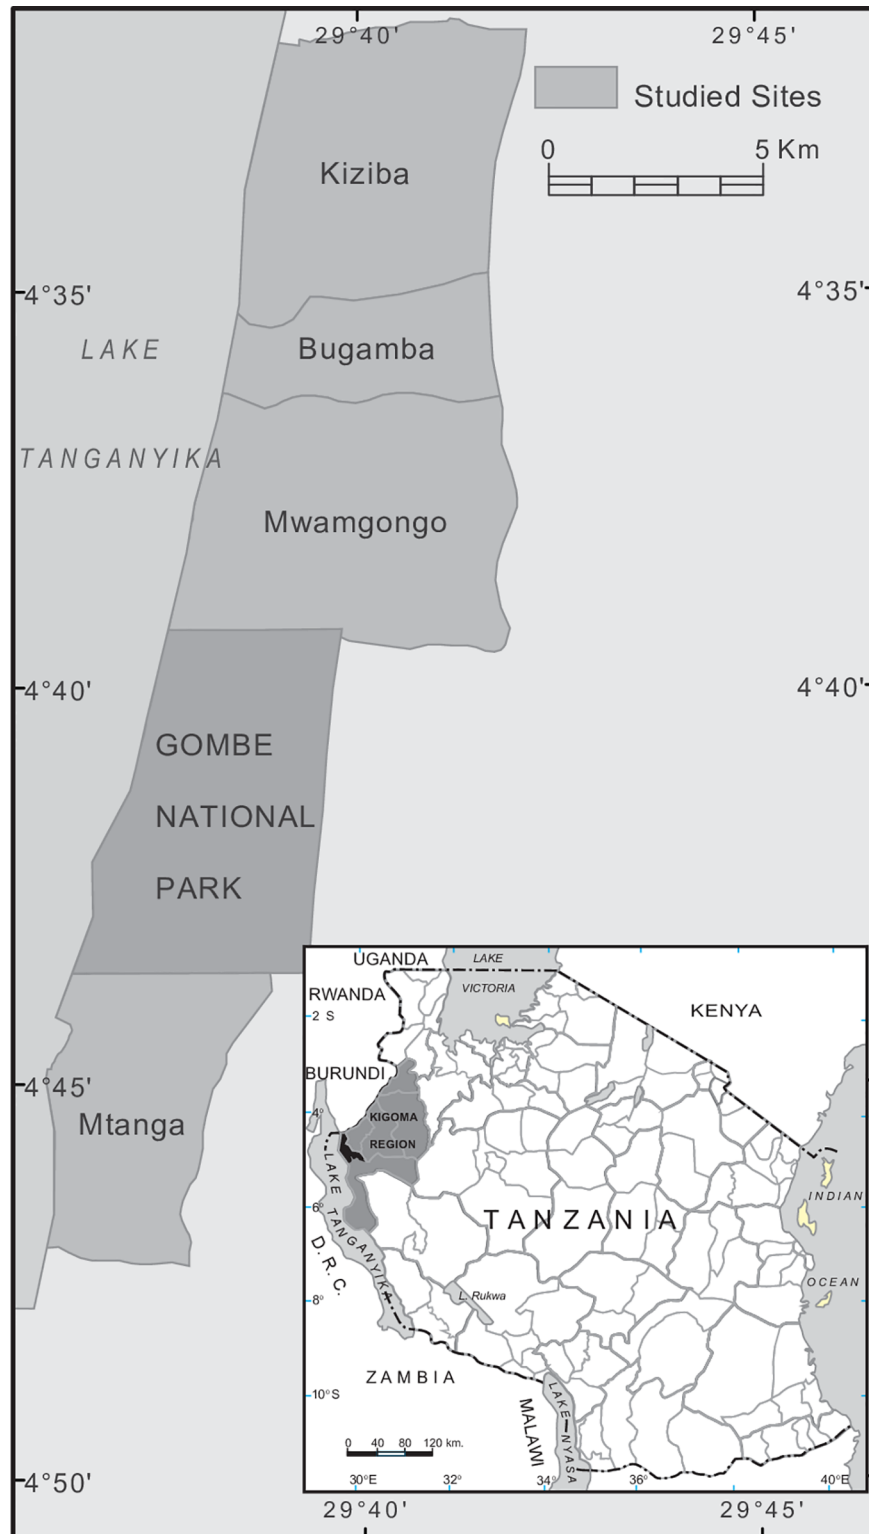 29°40'
29°45'
Studied Sites
0
5 Km
Kiziba
4°35'
4°35'
LAKE
Bugamba
TANGANYIKA
Mwamgongo
4°40'
4°40'
GOMBE
NATIONAL
PARK
4°45'
Mtanga
UGANDA
LAKE
VICTORIA
RWANDA
2 S
KENYA
BURUNDI
4°
KIGOMA
REGION
LAKE TANGANYIKA
INDIAN
6°
TANZANIA
D.R.C.
OCEAN
8°
L. Rukwa
ZAMBIA
10°S
LAKE NYASA
MALAWI
0 40 80 120 km.
30°E
32°
34°
36°
40°E
4°50'
29°40'
29°45'